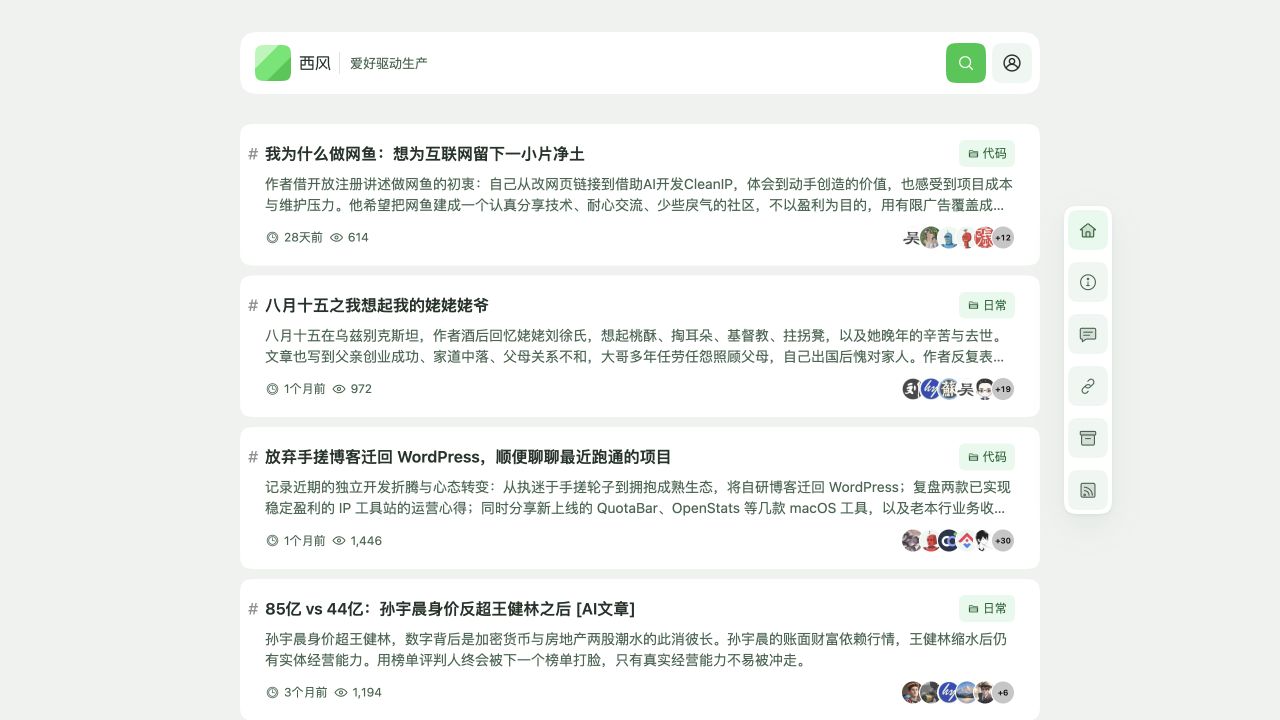 西风
爱好驱动生产
# 我为什么做网鱼：想为互联网留下一小片净土
代码
作者借开放注册讲述做网鱼的初衷：自己从改网页链接到借助AI开发CleanIP，体会到动手创造的价值，也感受到项目成本
与维护压力。他希望把网鱼建成一个认真分享技术、耐心交流、少些戾气的社区，不以盈利为目的，用有限广告覆盖成...
28天前 614
+12
# 八月十五之我想起我的姥姥姥爷
日常
八月十五在乌兹别克斯坦，作者酒后回忆姥姥刘徐氏，想起桃酥、掏耳朵、基督教、拄拐凳，以及她晚年的辛苦与去世。
文章也写到父亲创业成功、家道中落、父母关系不和，大哥多年任劳任怨照顾父母，自己出国后愧对家人。作者反复表...
1个月前 972
+19
# 放弃手搓博客迁回 WordPress，顺便聊聊最近跑通的项目
代码
记录近期的独立开发折腾与心态转变：从执迷于手搓轮子到拥抱成熟生态，将自研博客迁回 WordPress；复盘两款已实现
稳定盈利的 IP 工具站的运营心得；同时分享新上线的 QuotaBar、OpenStats 等几款 macOS 工具，以及老本行业务收...
1个月前 1,446
+30
# 85亿 vs 44亿：孙宇晨身价反超王健林之后 [AI文章]
日常
孙宇晨身价超王健林，数字背后是加密货币与房地产两股潮水的此消彼长。孙宇晨的账面财富依赖行情，王健林缩水后仍
有实体经营能力。用榜单评判人终会被下一个榜单打脸，只有真实经营能力不易被冲走。
3个月前 1,194
+6